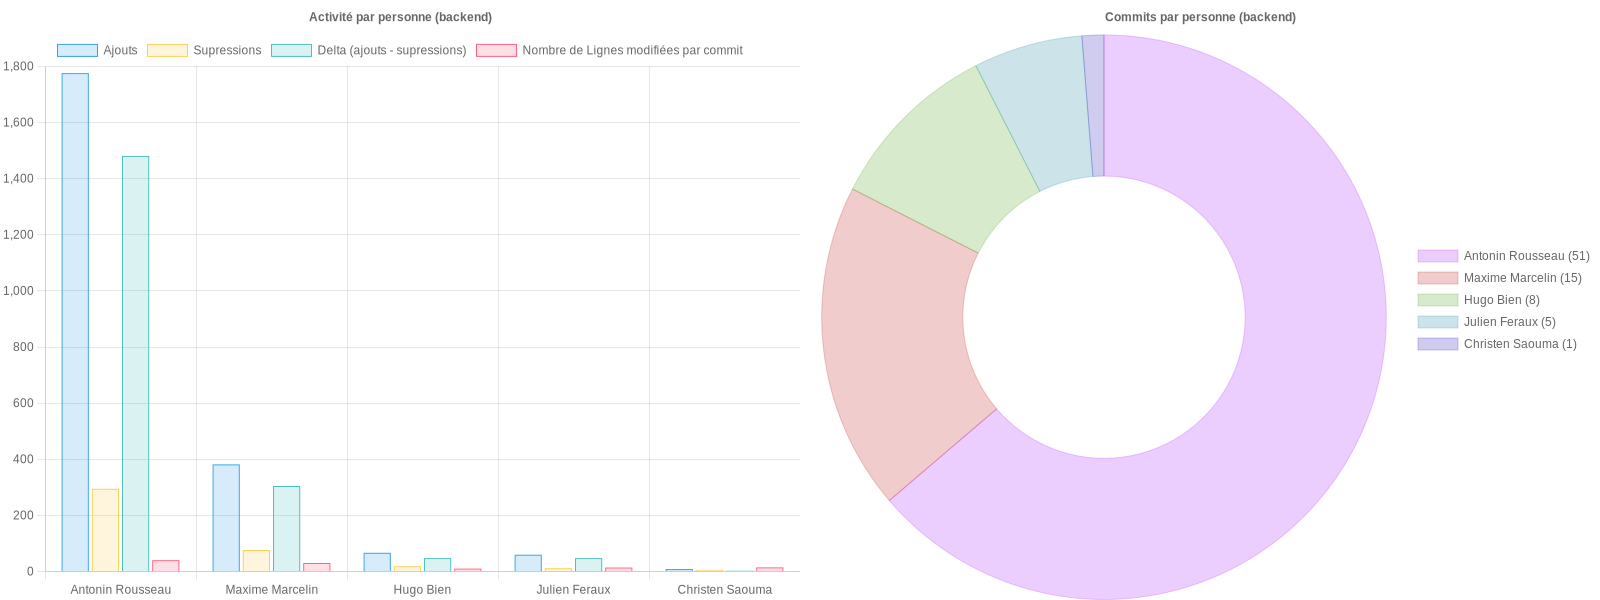 Activité par personne (backend)
Ajouts
Supressions
Delta (ajouts - supressions)
Nombre de Lignes modifiées par commit
1,800
1,600
1,400
1,200
1,000
800
600
400
200
0
Antonin Rousseau
Maxime Marcelin
Hugo Bien
Julien Feraux
Christen Saouma
Commits par personne (backend)
Antonin Rousseau (51)
Maxime Marcelin (15)
Hugo Bien (8)
Julien Feraux (5)
Christen Saouma (1)